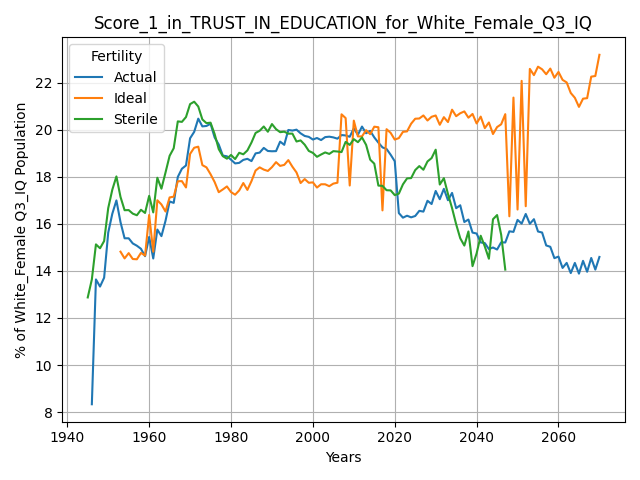 Score_1_in_TRUST_IN_EDUCATION_for_White_Female_Q3_IQ
Fertility
Actual
Ideal
Sterile
% of White_Female Q3_IQ Population
22
20
18
16
14
12
10
8
1940 1960 1980 2000 2020 2040 2060
Years